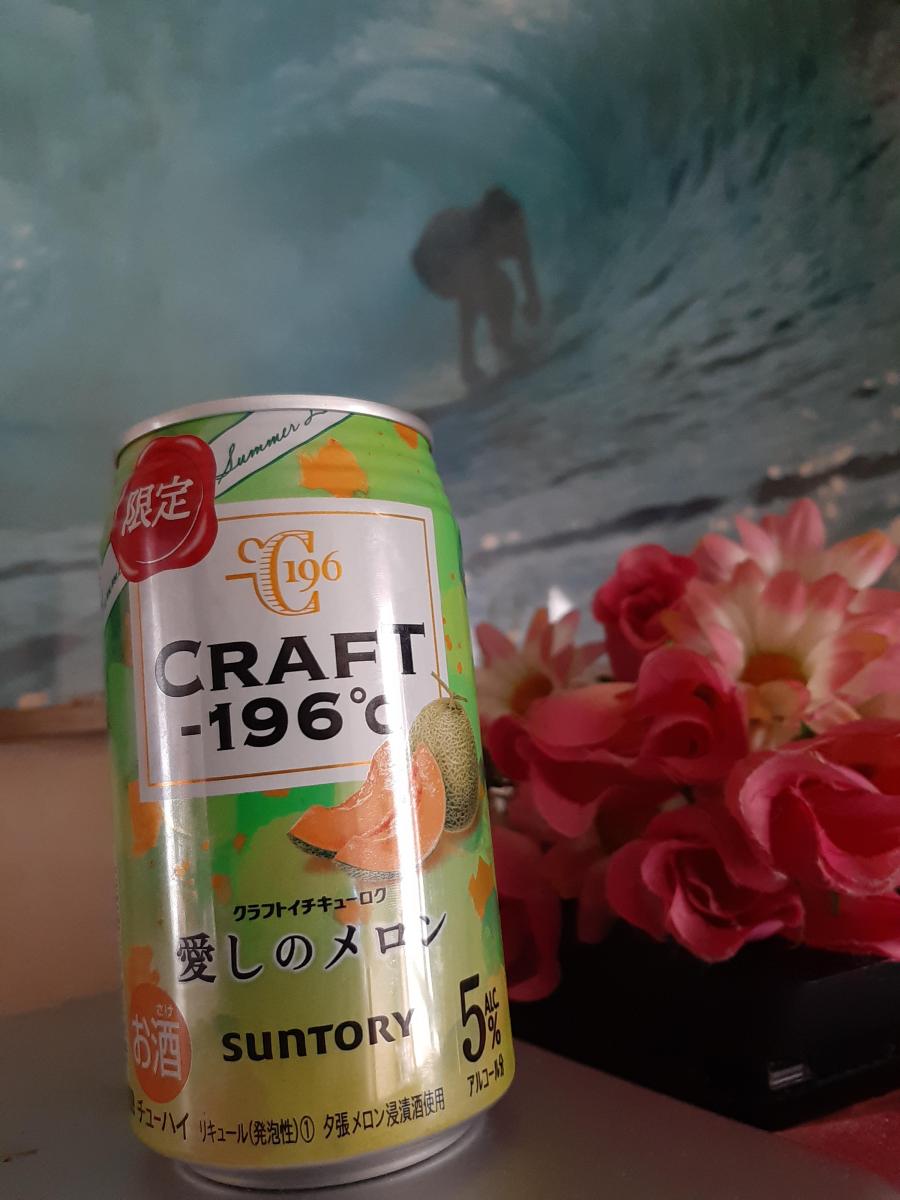 Summer
限定
℃196
CRAFT
-196℃
クラフトイチキューロク
愛しのメロン
さけ
お酒
SUNTORY
5%
ALC
アルコール分
チューハイ リキュール(発泡性)① 夕張メロン浸漬酒使用